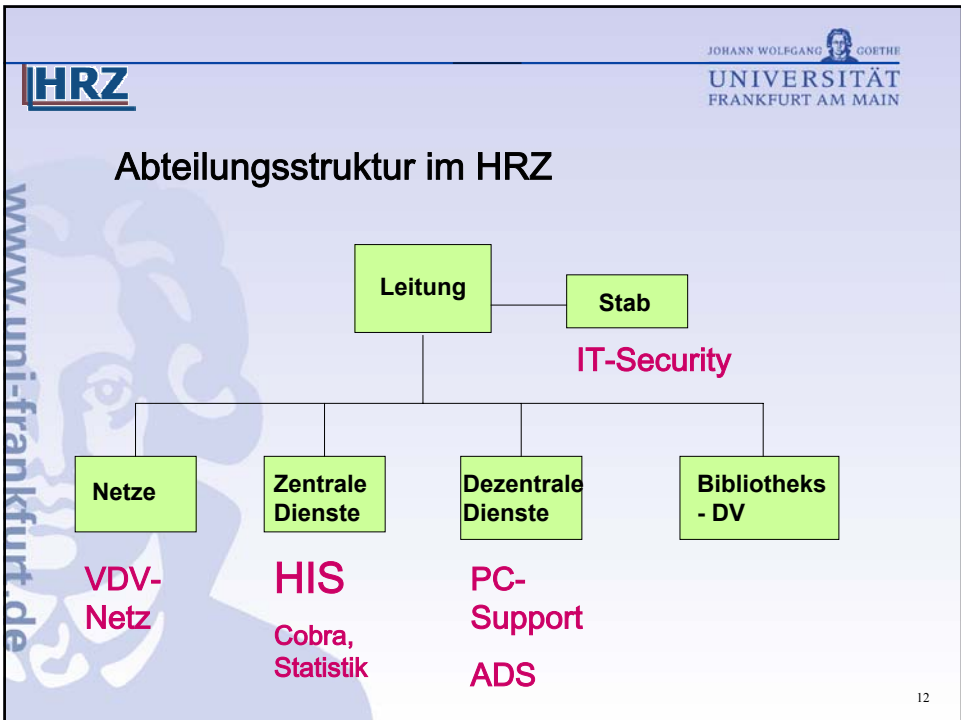 JOHANN WOLFGANG GOETHE
UNIVERSITÄT
FRANKFURT AM MAIN
HRZ
www.uni-frankfurt.de
Abteilungsstruktur im HRZ
Leitung
Stab
IT-Security
Netze
Zentrale
Dienste
Dezentrale
Dienste
Bibliotheks
- DV
VDV-
Netz
HIS
Cobra,
Statistik
PC-
Support
ADS
12